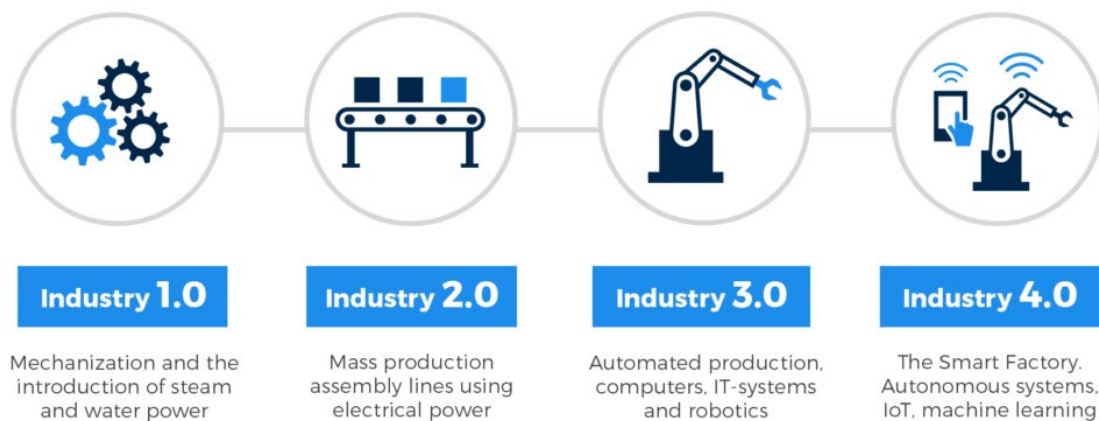 Industry 1.0
Mechanization and the
introduction of steam
and water power
Industry 2.0
Mass production
assembly lines using
electrical power
Industry 3.0
Automated production,
computers, IT-systems
and robotics
Industry 4.0
The Smart Factory.
Autonomous systems,
IoT, machine learning